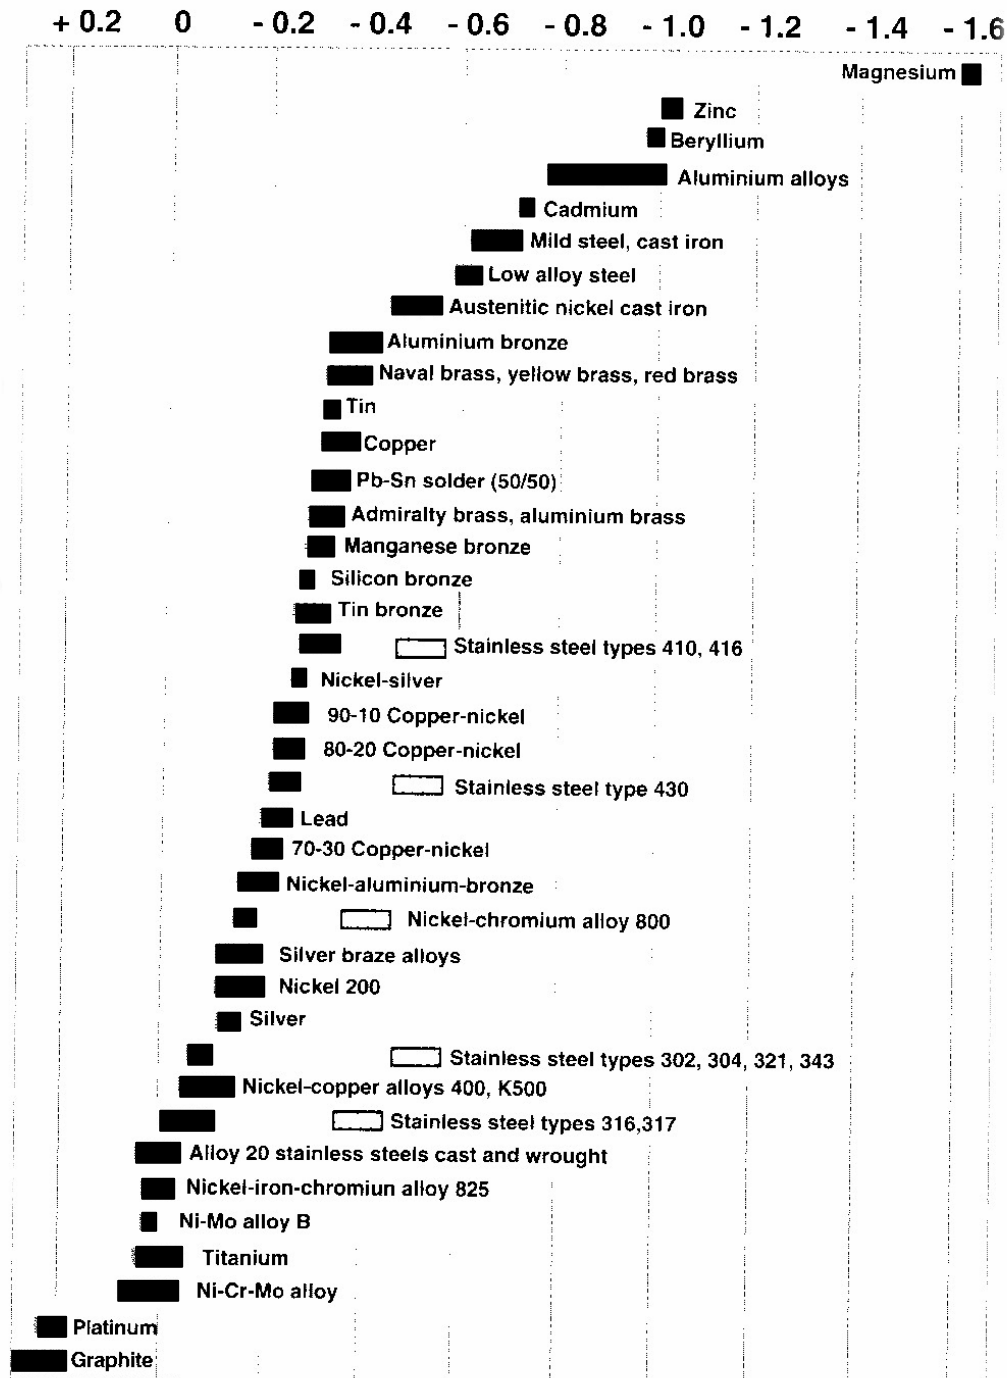 + 0.2 0 - 0.2 - 0.4 - 0.6 - 0.8 - 1.0 - 1.2 - 1.4 - 1.6
Magnesium
Zinc
Beryllium
Aluminium alloys
Cadmium
Mild steel, cast iron
Low alloy steel
Austenitic nickel cast iron
Aluminium bronze
Naval brass, yellow brass, red brass
Tin
Copper
Pb-Sn solder (50/50)
Admiralty brass, aluminium brass
Manganese bronze
Silicon bronze
Tin bronze
Stainless steel types 410, 416
Nickel-silver
90-10 Copper-nickel
80-20 Copper-nickel
Stainless steel type 430
Lead
70-30 Copper-nickel
Nickel-aluminium-bronze
Nickel-chromium alloy 800
Silver braze alloys
Nickel 200
Silver
Stainless steel types 302, 304, 321, 343
Nickel-copper alloys 400, K500
Stainless steel types 316,317
Alloy 20 stainless steels cast and wrought
Nickel-iron-chromiun alloy 825
Ni-Mo alloy B
Titanium
Ni-Cr-Mo alloy
Platinum
Graphite